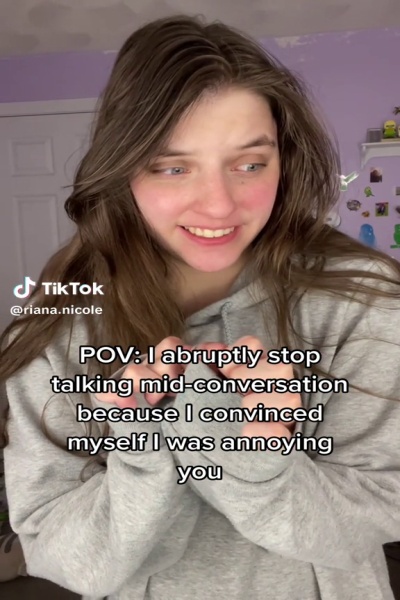 TikTok
@riana.nicole
POV: I abruptly stop
talking mid-conversation
because I convinced
myself I was annoying
you